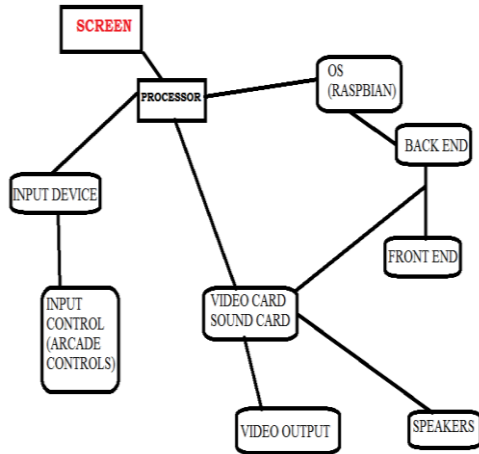 SCREEN
PROCESSOR
OS
(RASPBIAN)
BACK END
INPUT DEVICE
FRONT END
INPUT
CONTROL
(ARCADE
CONTROLS)
VIDEO CARD
SOUND CARD
VIDEO OUTPUT
SPEAKERS